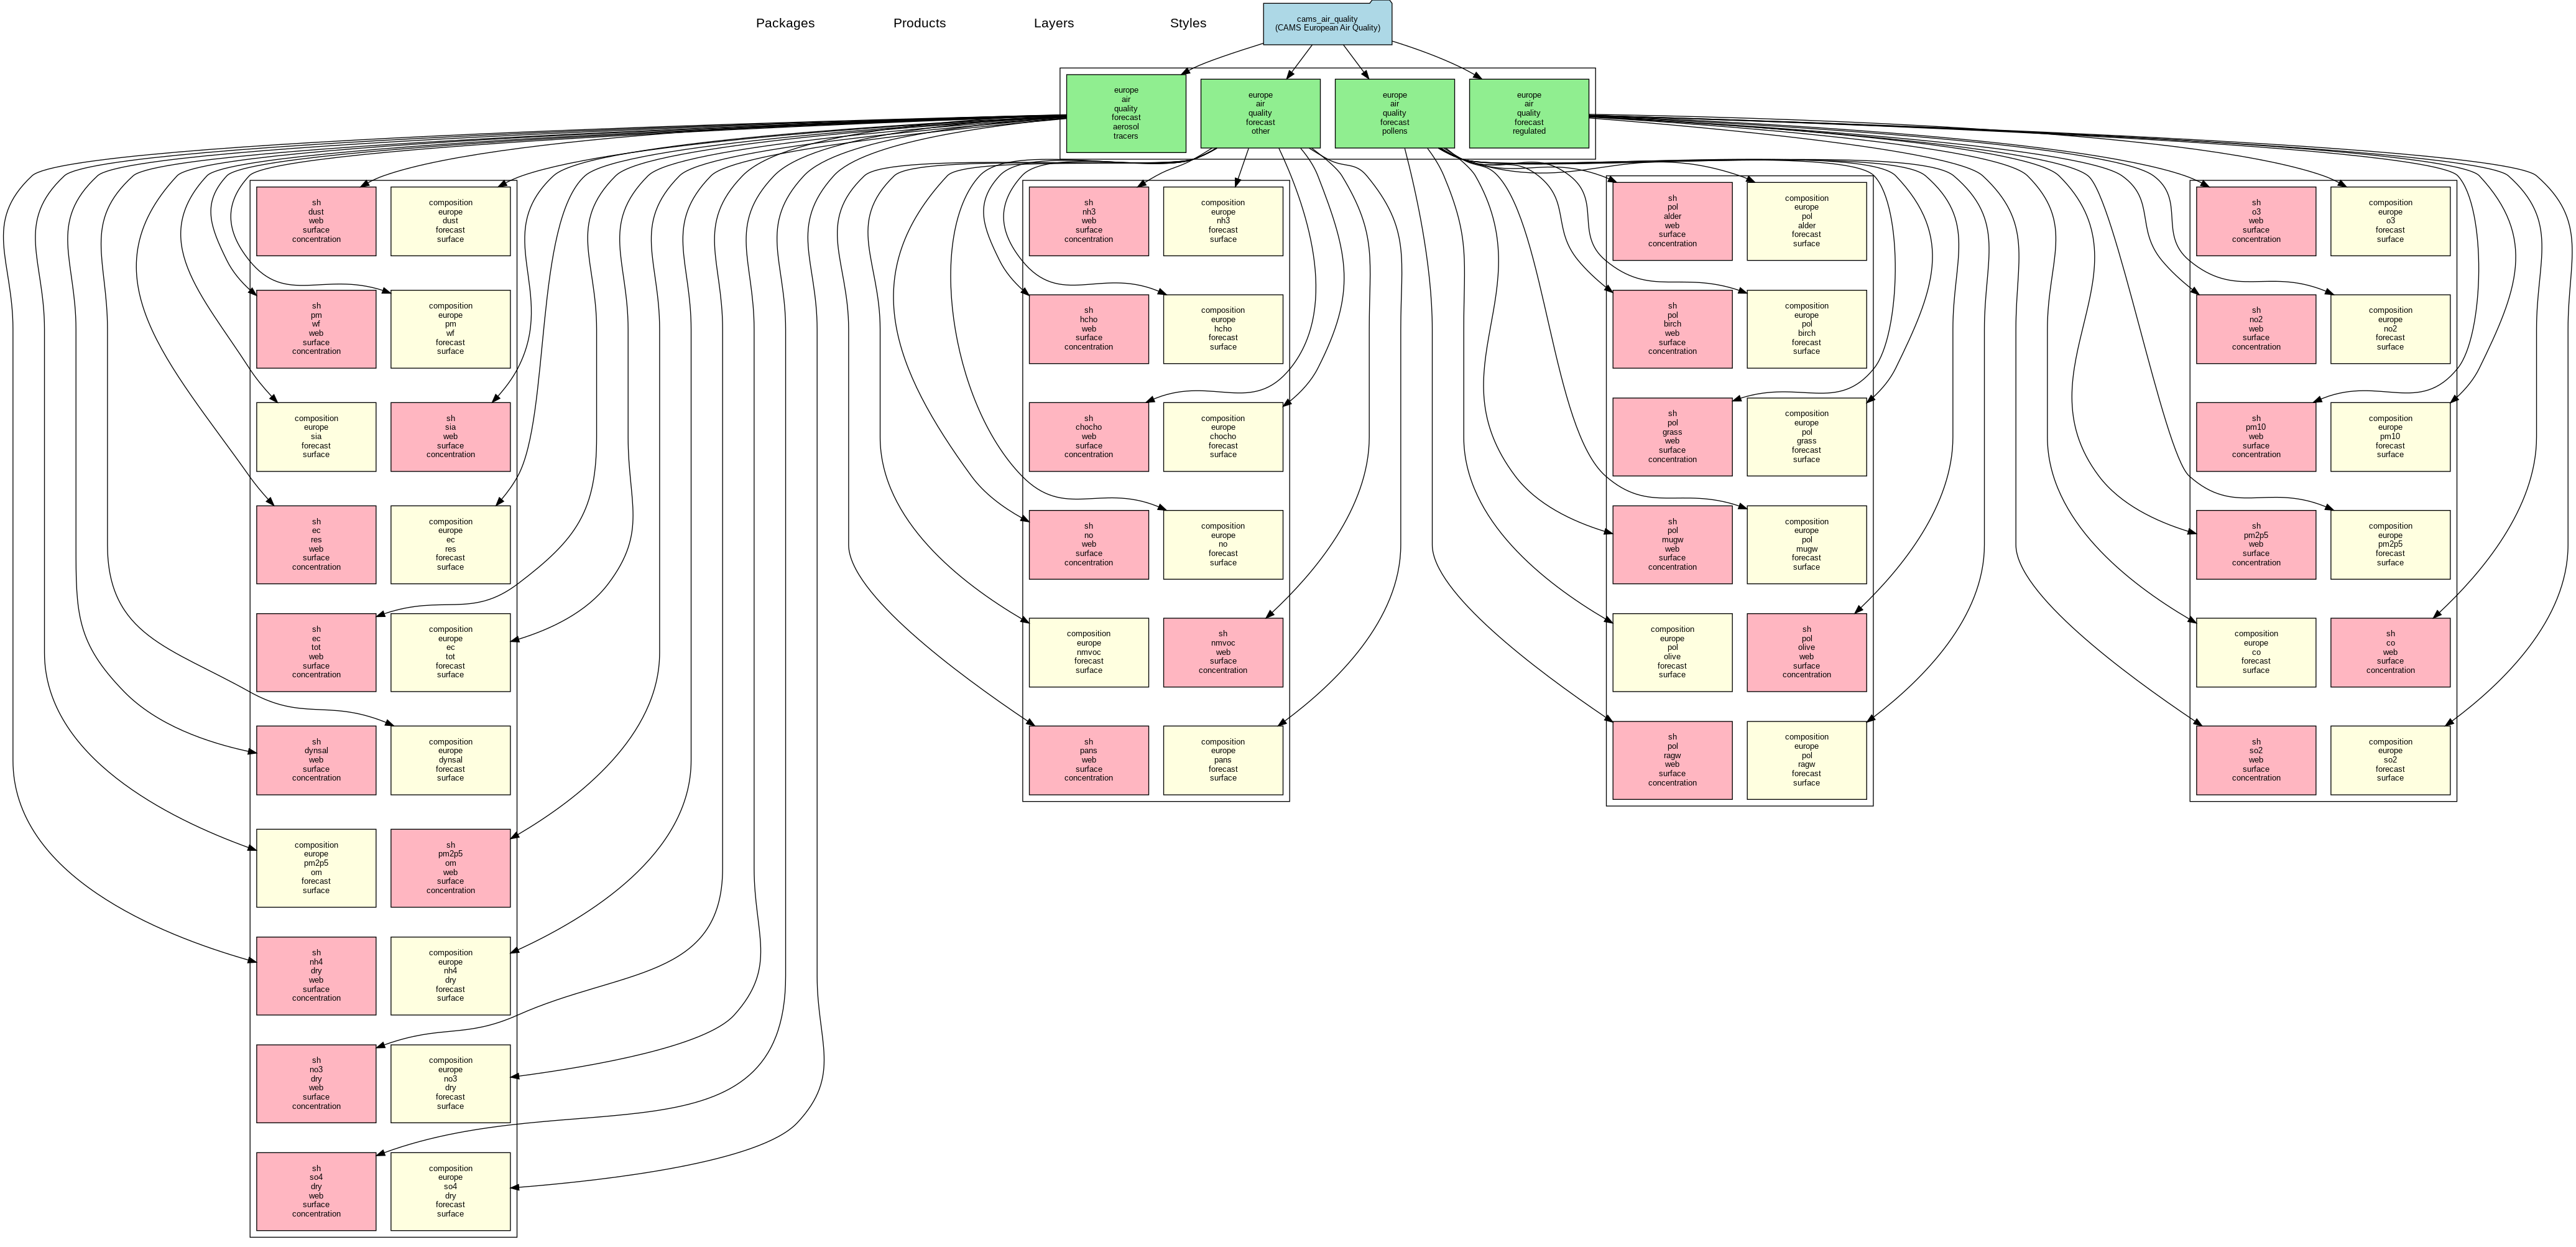 Packages
Products
Layers
Styles
cams_air_quality
(CAMS European Air Quality)
europe
air
quality
forecast
aerosol
tracers
europe
air
quality
forecast
other
europe
air
quality
forecast
pollens
europe
air
quality
forecast
regulated
sh
dust
web
surface
concentration
composition
europe
dust
forecast
surface
sh
pm
wf
web
surface
concentration
composition
europe
pm
wf
forecast
surface
composition
europe
sia
forecast
surface
sh
sia
web
surface
concentration
sh
ec
res
web
surface
concentration
composition
europe
ec
res
forecast
surface
sh
ec
tot
web
surface
concentration
composition
europe
ec
tot
forecast
surface
sh
dynsal
web
surface
concentration
composition
europe
dynsal
forecast
surface
composition
europe
pm2p5
om
forecast
surface
sh
pm2p5
om
web
surface
concentration
sh
nh4
dry
web
surface
concentration
composition
europe
nh4
dry
forecast
surface
sh
no3
dry
web
surface
concentration
composition
europe
no3
dry
forecast
surface
sh
so4
dry
web
surface
concentration
composition
europe
so4
dry
forecast
surface
sh
nh3
web
surface
concentration
composition
europe
nh3
forecast
surface
sh
hcho
web
surface
concentration
composition
europe
hcho
forecast
surface
sh
chocho
web
surface
concentration
composition
europe
chocho
forecast
surface
sh
no
web
surface
concentration
composition
europe
no
forecast
surface
composition
europe
nmvoc
forecast
surface
sh
nmvoc
web
surface
concentration
sh
pans
web
surface
concentration
composition
europe
pans
forecast
surface
sh
pol
alder
web
surface
concentration
composition
europe
pol
alder
forecast
surface
sh
pol
birch
web
surface
concentration
composition
europe
pol
birch
forecast
surface
sh
pol
grass
web
surface
concentration
composition
europe
pol
grass
forecast
surface
sh
pol
mugw
web
surface
concentration
composition
europe
pol
mugw
forecast
surface
composition
europe
pol
olive
forecast
surface
sh
pol
olive
web
surface
concentration
sh
pol
ragw
web
surface
concentration
composition
europe
pol
ragw
forecast
surface
sh
o3
web
surface
concentration
composition
europe
o3
forecast
surface
sh
no2
web
surface
concentration
composition
europe
no2
forecast
surface
sh
pm10
web
surface
concentration
composition
europe
pm10
forecast
surface
sh
pm2p5
web
surface
concentration
composition
europe
pm2p5
forecast
surface
composition
europe
co
forecast
surface
sh
co
web
surface
concentration
sh
so2
web
surface
concentration
composition
europe
so2
forecast
surface